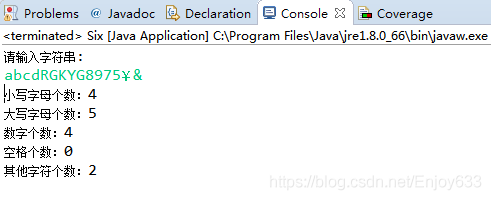 Problems @ Javadoc Declaration Console Coverage
<terminated> Six [Java Application] C:\Program Files\Java\jre1.8.0_66\bin\javaw.exe
请输入字符串：
abcdRGKYG8975￥&
小写字母个数：4
大写字母个数：5
数字个数：4
空格个数：0
其他字符个数：2
https://blog.csdn.net/Enjoy633